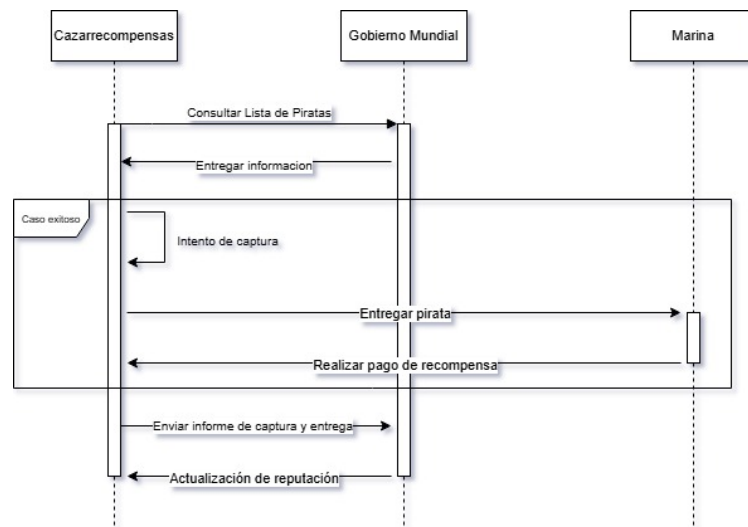 Cazarrecompensas
Gobierno Mundial
Marina
Consultar Lista de Piratas
Entregar informacion
Caso exitoso
Intento de captura
Entregar pirata
Realizar pago de recompensa
Enviar informe de captura y entrega
Actualización de reputación